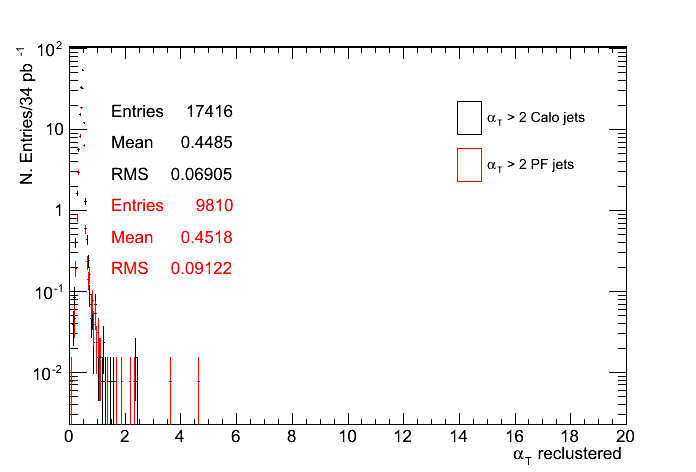 N. Entries/34 pb⁻¹
10²
10
1
10⁻¹
10⁻²
Entries 17416
Mean 0.4485
RMS 0.06905
Entries 9810
Mean 0.4518
RMS 0.09122
α_T > 2 Calo jets
α_T > 2 PF jets
0 2 4 6 8 10 12 14 16 18 20
α_T reclustered